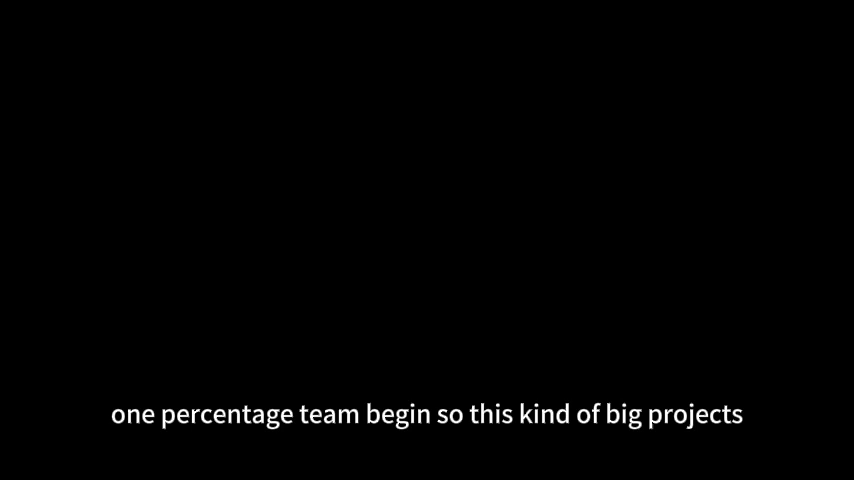 one percentage team begin so this kind of big projects